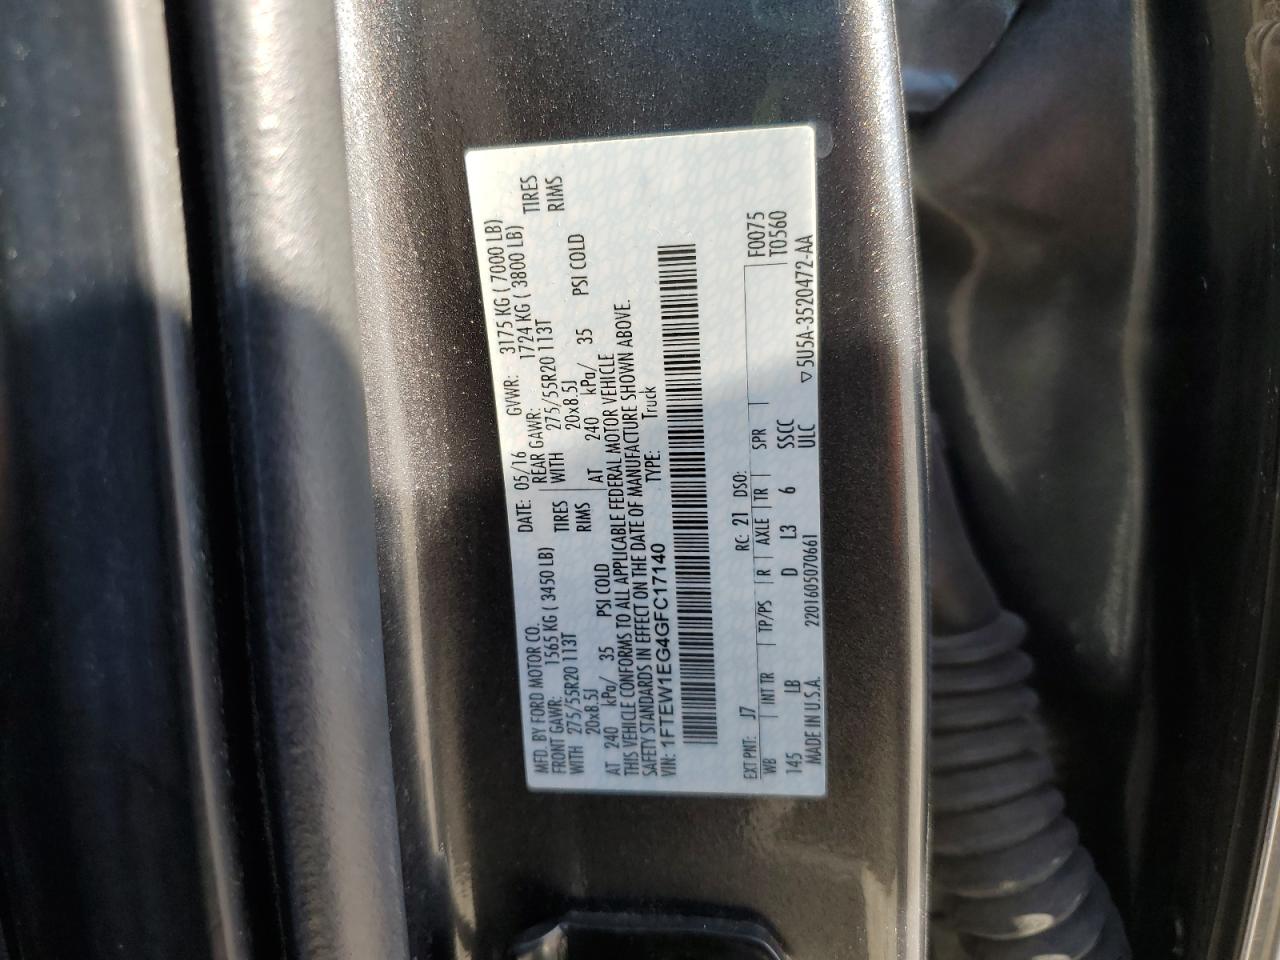 MFD. BY FORD MOTOR CO.
DATE: 05/16 GVWR: 3175 KG ( 7000 LB)
FRONT GAWR: 1565 KG ( 3450 LB) REAR GAWR: 1724 KG ( 3800 LB)
WITH 275/55R20 113T TIRES WITH 275/55R20 113T TIRES
20x8.5J RIMS 20x8.5J RIMS
AT 240 kPa/ 35 PSI COLD AT 240 kPa/ 35 PSI COLD
THIS VEHICLE CONFORMS TO ALL APPLICABLE FEDERAL MOTOR VEHICLE
SAFETY STANDARDS IN EFFECT ON THE DATE OF MANUFACTURE SHOWN ABOVE.
VIN: 1FTEW1EG4GFC17140 TYPE: Truck
EXT PNT: J7 RC: 21 DSO: F0075
WB INT TR TP/PS R AXLE TR SPR T0560
145 LB D L3 6 SSCC
MADE IN U.S.A. 220160507066​1 ULC ▽5U5A-3520472-AA